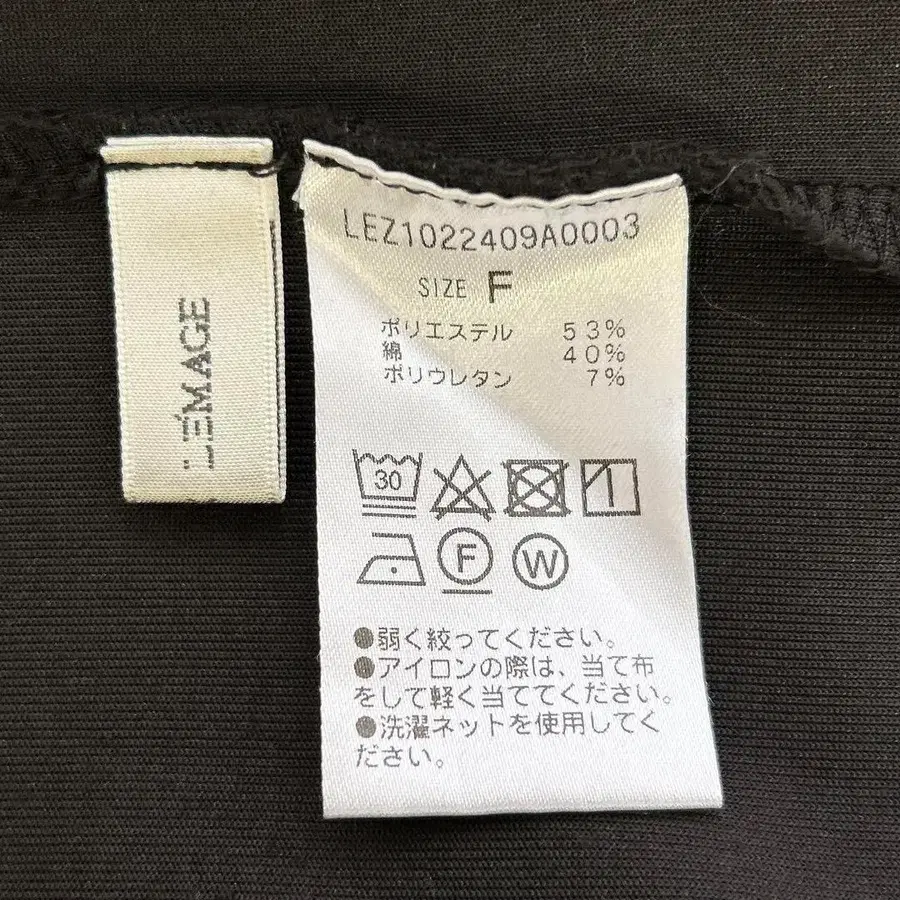 LÉMAGE
LEZ1022409A0003
SIZE F
ポリエステル 53%
綿 40%
ポリウレタン 7%
30
F
W
●弱く絞ってください。
●アイロンの際は、当て布
をして軽く当ててください。
●洗濯ネットを使用してく
ださい。